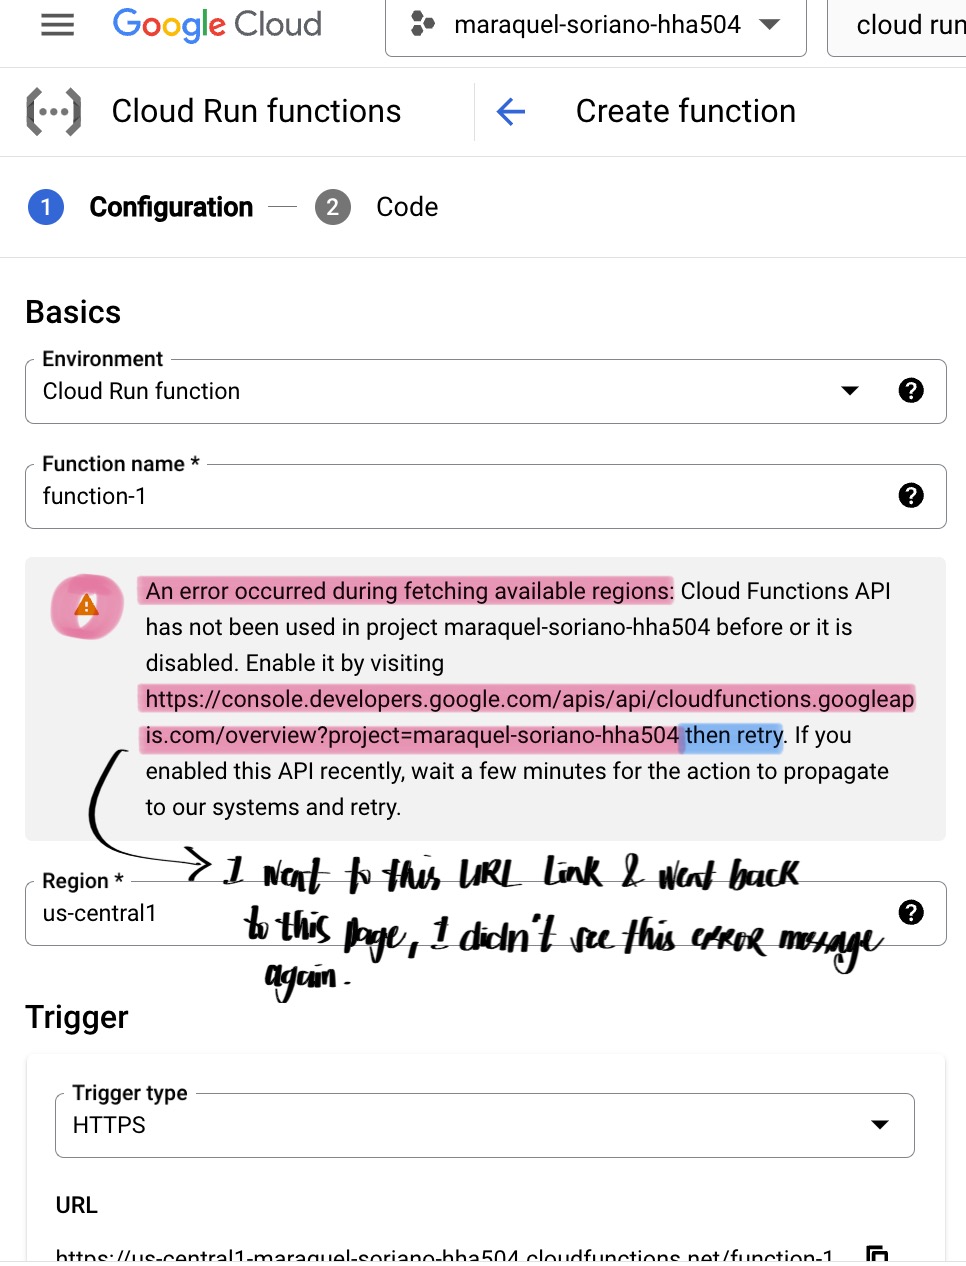 Google Cloud
maraquel-soriano-hha504
cloud run
Cloud Run functions
Create function
1 Configuration
2 Code
Basics
Environment
Cloud Run function
Function name *
function-1
An error occurred during fetching available regions: Cloud Functions API
has not been used in project maraquel-soriano-hha504 before or it is
disabled. Enable it by visiting
https://console.developers.google.com/apis/api/cloudfunctions.googleap
is.com/overview?project=maraquel-soriano-hha504 then retry. If you
enabled this API recently, wait a few minutes for the action to propagate
to our systems and retry.
I went to this URL link & went back
to this page, I didn't see this error message
again.
Region *
us-central1
Trigger
Trigger type
HTTPS
URL
https://us-central1-maraquel-soriano-hha504.cloudfunctions.net/function-1